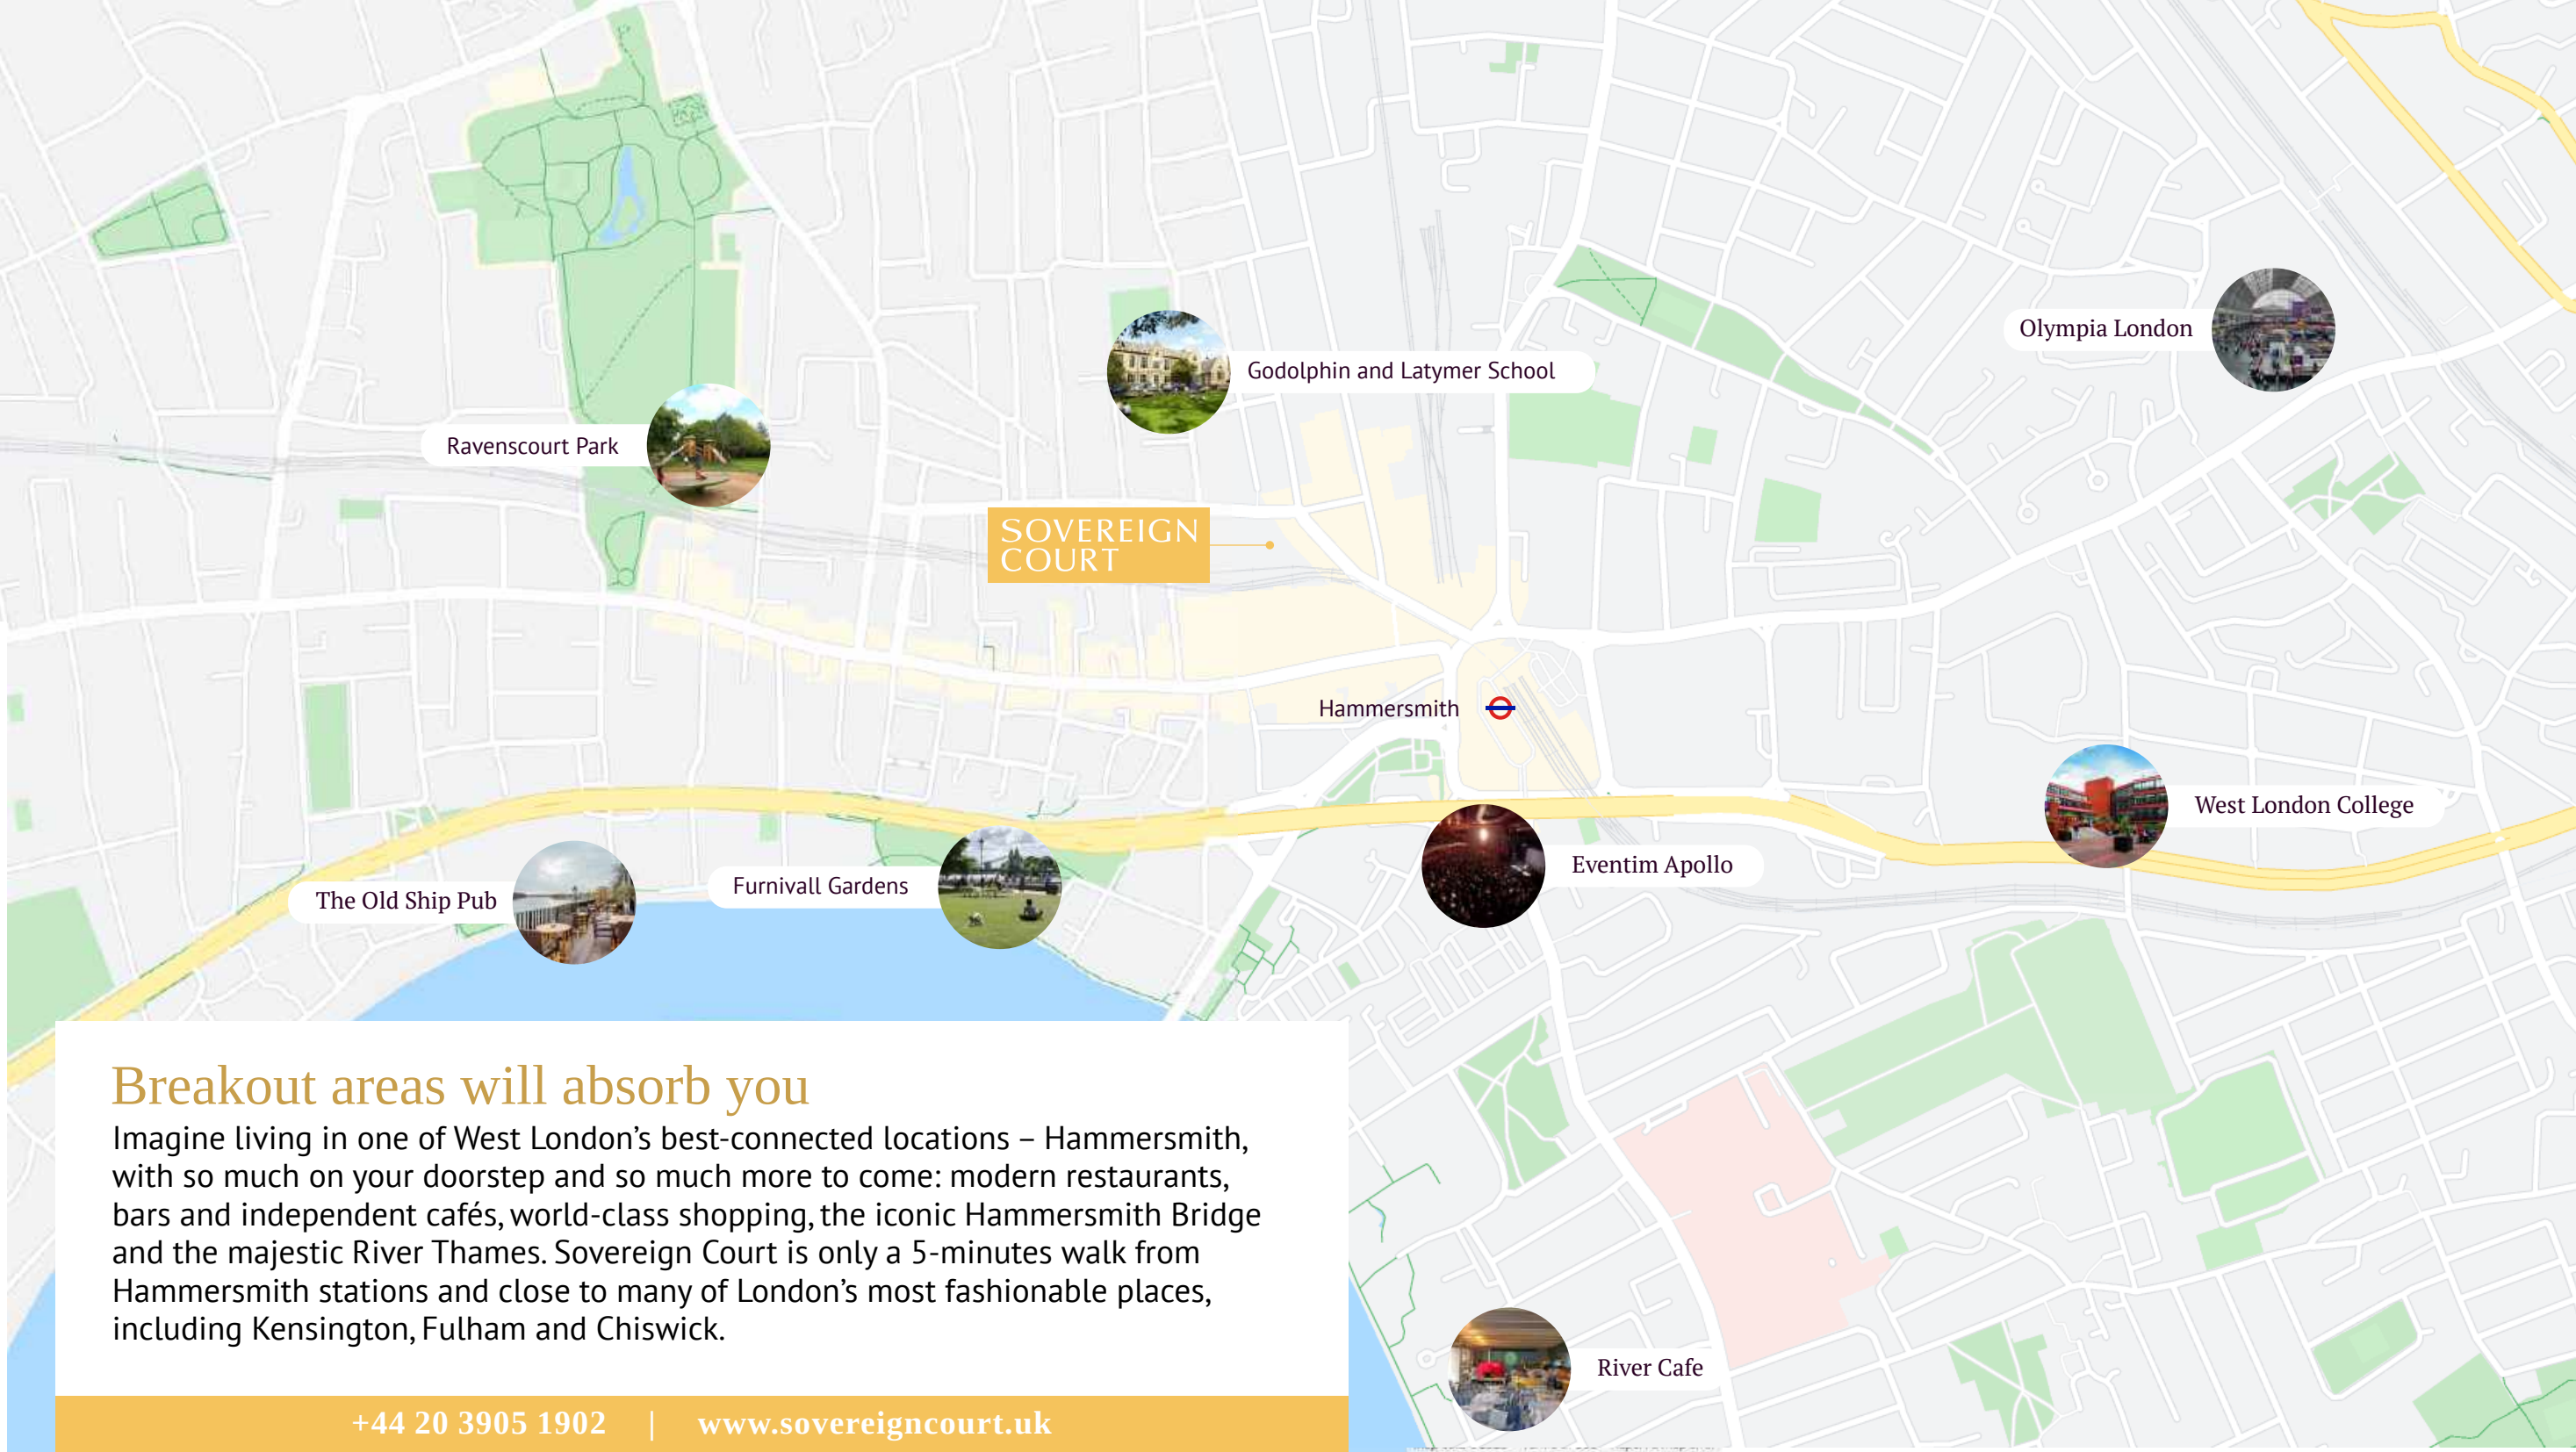 Olympia London
Godolphin and Latymer School
Ravenscourt Park
SOVEREIGN
COURT
Hammersmith
West London College
Eventim Apollo
Furnivall Gardens
The Old Ship Pub
Breakout areas will absorb you
Imagine living in one of West London’s best-connected locations – Hammersmith,
with so much on your doorstep and so much more to come: modern restaurants,
bars and independent cafés, world-class shopping, the iconic Hammersmith Bridge
and the majestic River Thames. Sovereign Court is only a 5-minutes walk from
Hammersmith stations and close to many of London’s most fashionable places,
including Kensington, Fulham and Chiswick.
River Cafe
+44 20 3905 1902 | www.sovereigncourt.uk